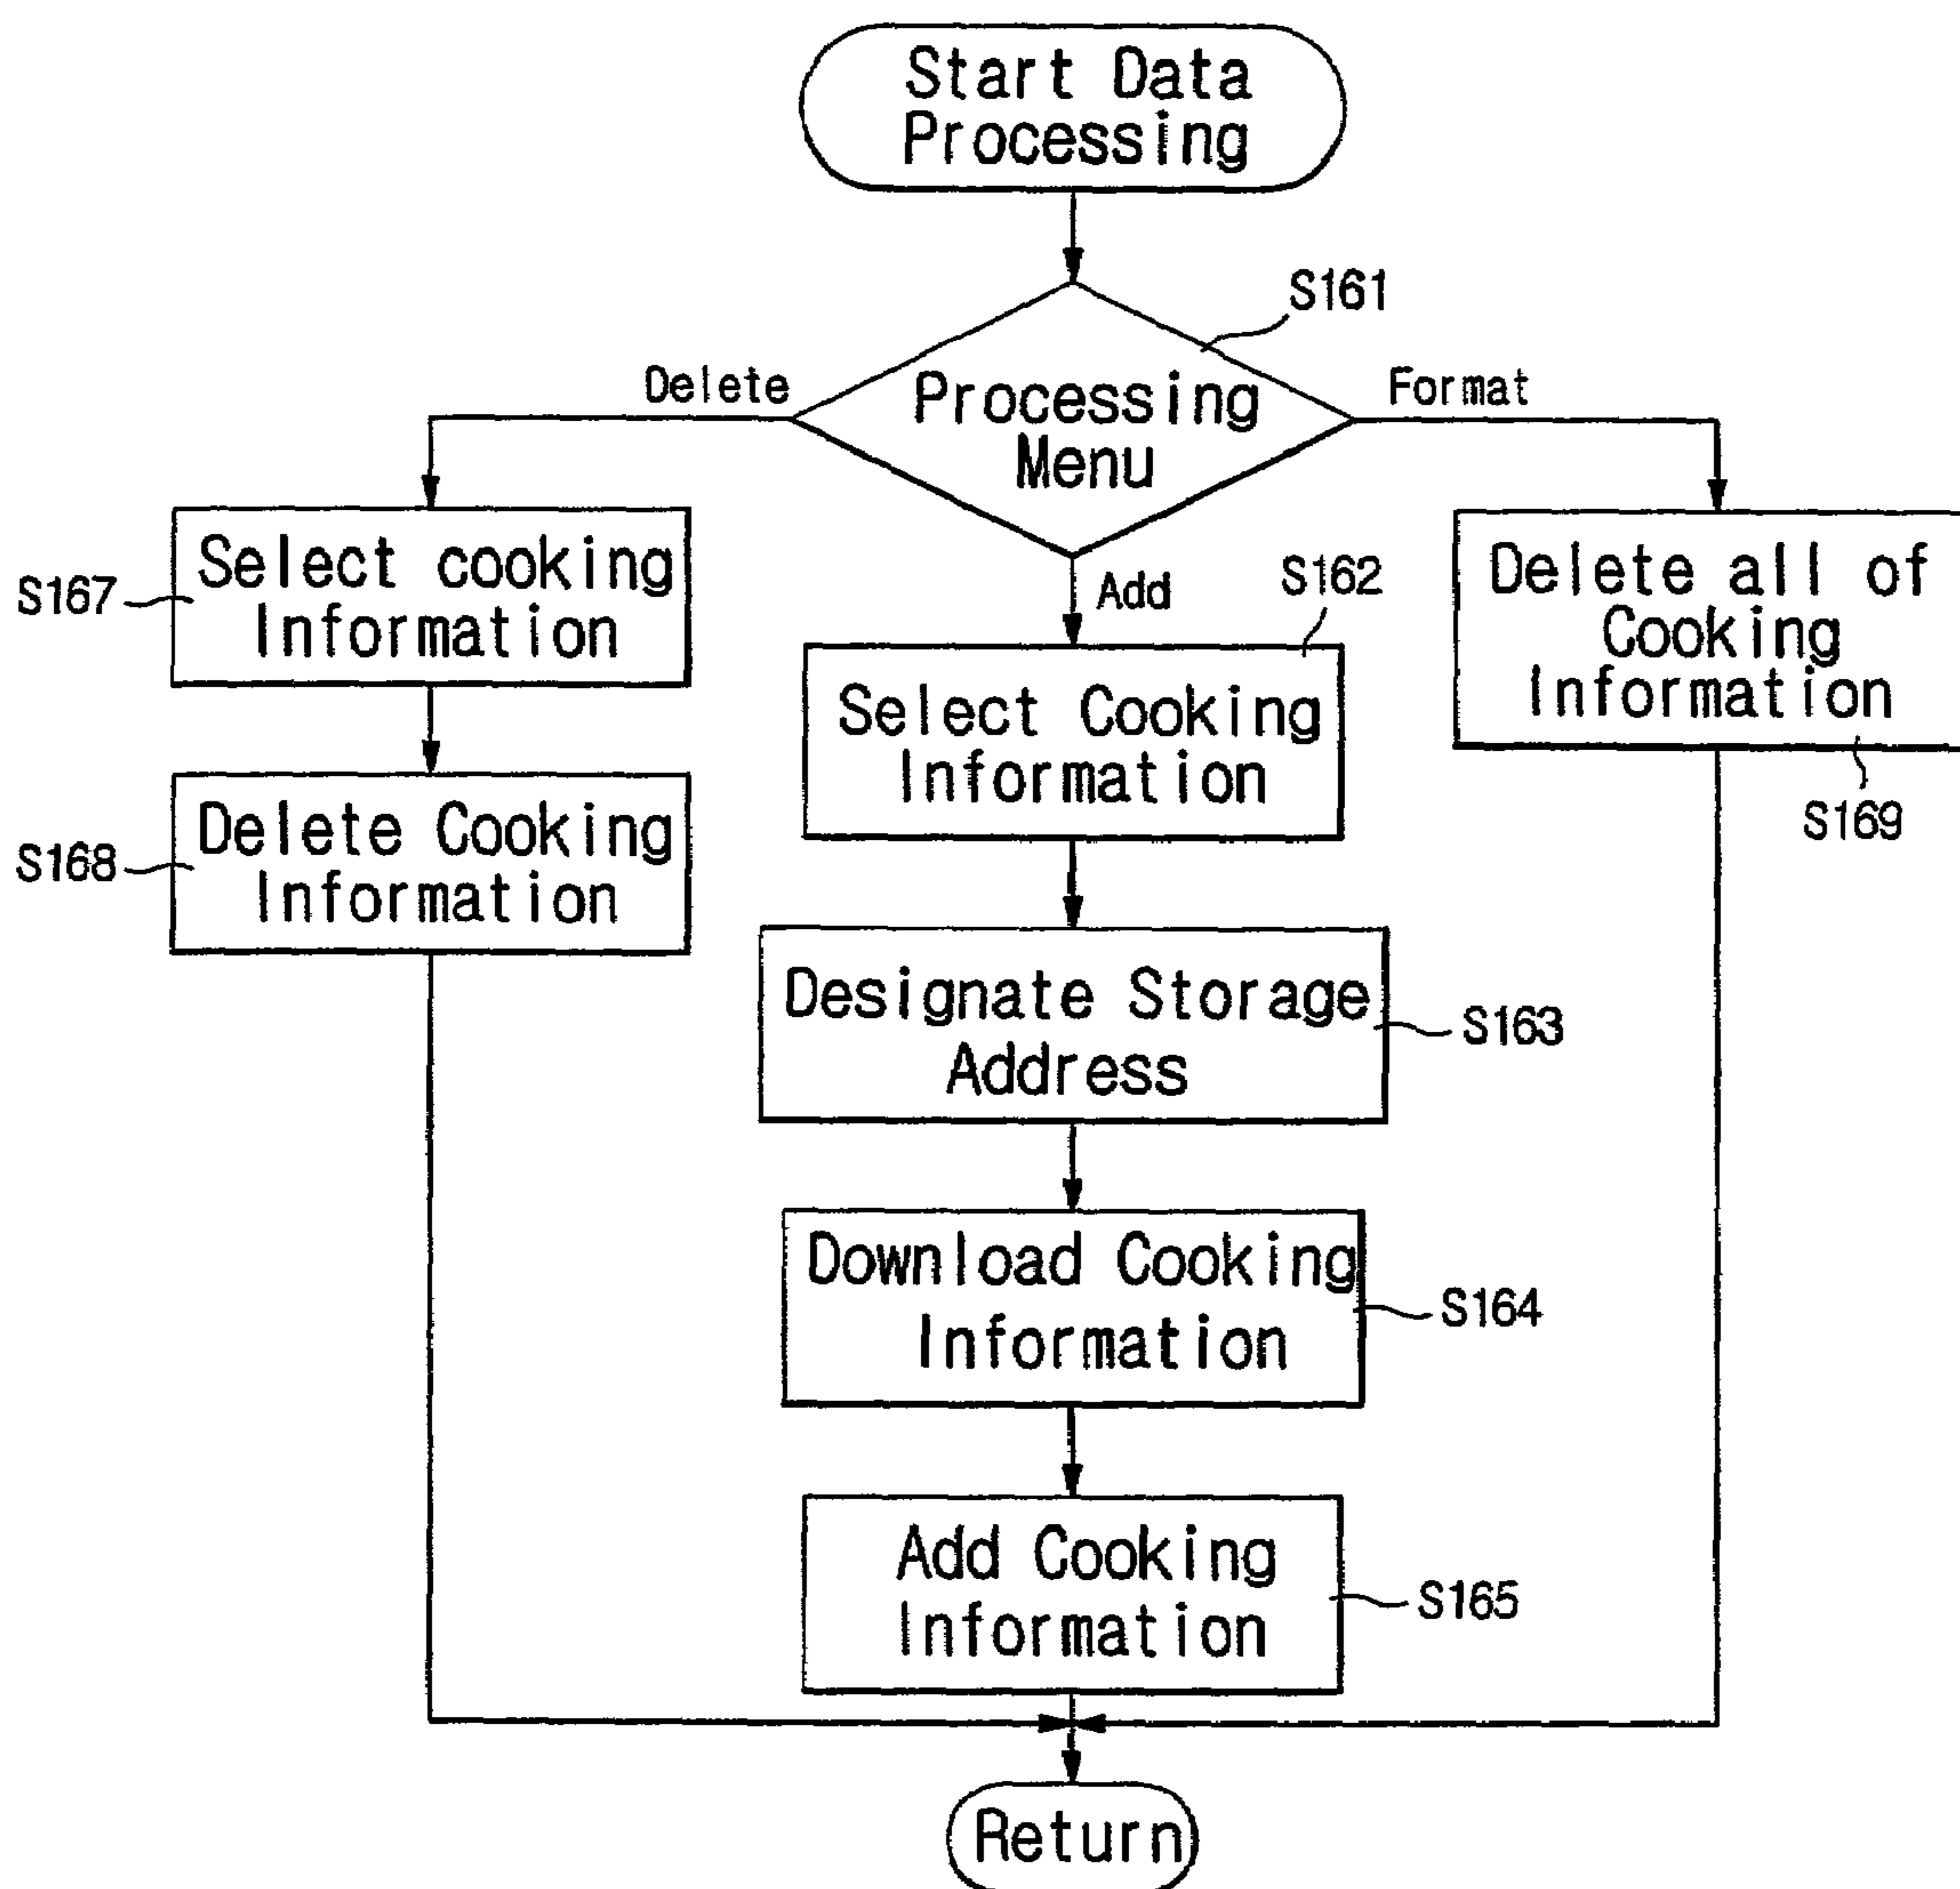 Start Data
Processing
S161
Delete
Processing
Menu
Format
S167
Select cooking
Information
Add
S162
Select Cooking
Information
Delete all of
Cooking
Information
S169
S168
Delete Cooking
Information
Designate Storage
Address
S163
Download Cooking
Information
S164
Add Cooking
Information
S165
Return